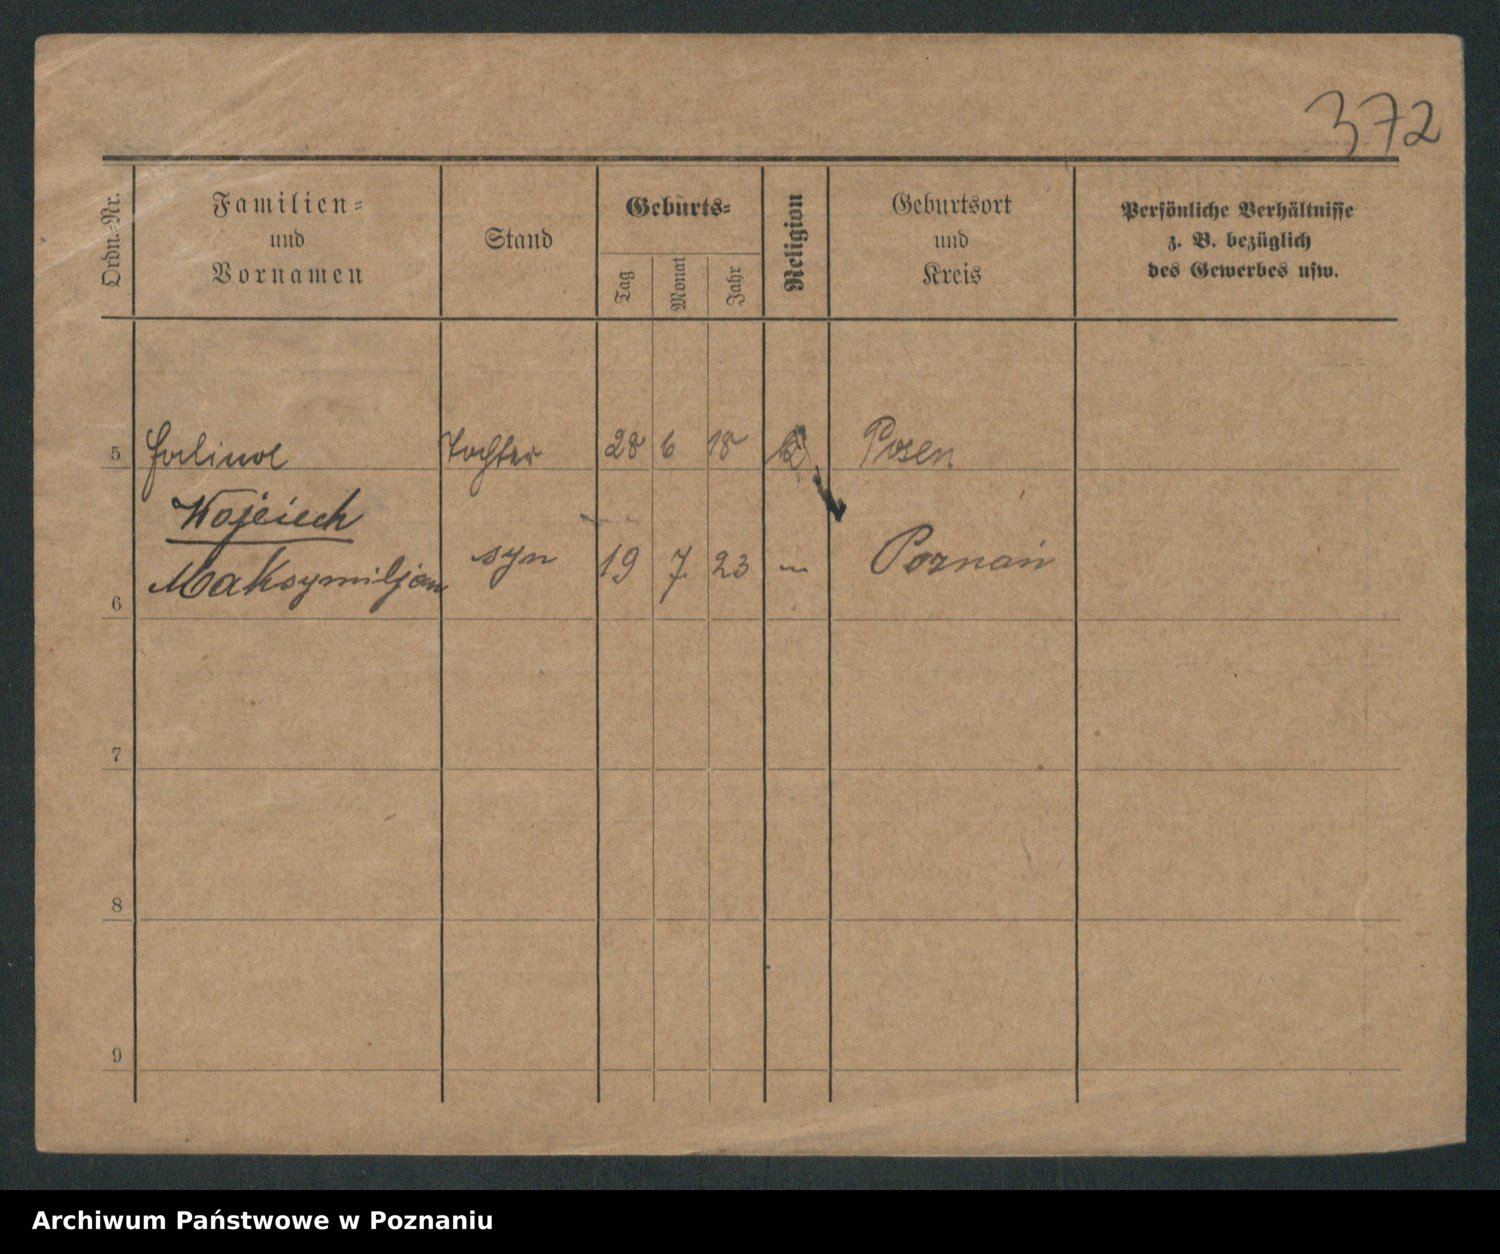 372
Ordn.-Nr.
Familien-
und
Vornamen
Stand
Geburts-
Tag
Monat
Jahr
Religion
Geburtsort
und
Kreis
Persönliche Verhältnisse
z. B. bezüglich
des Gewerbes usw.
5 Tochter 28 6 18 Posen
Wojciech
6 Maksymiljan syn 19 7 23 — Poznań
7
8
9
Archiwum Państwowe w Poznaniu